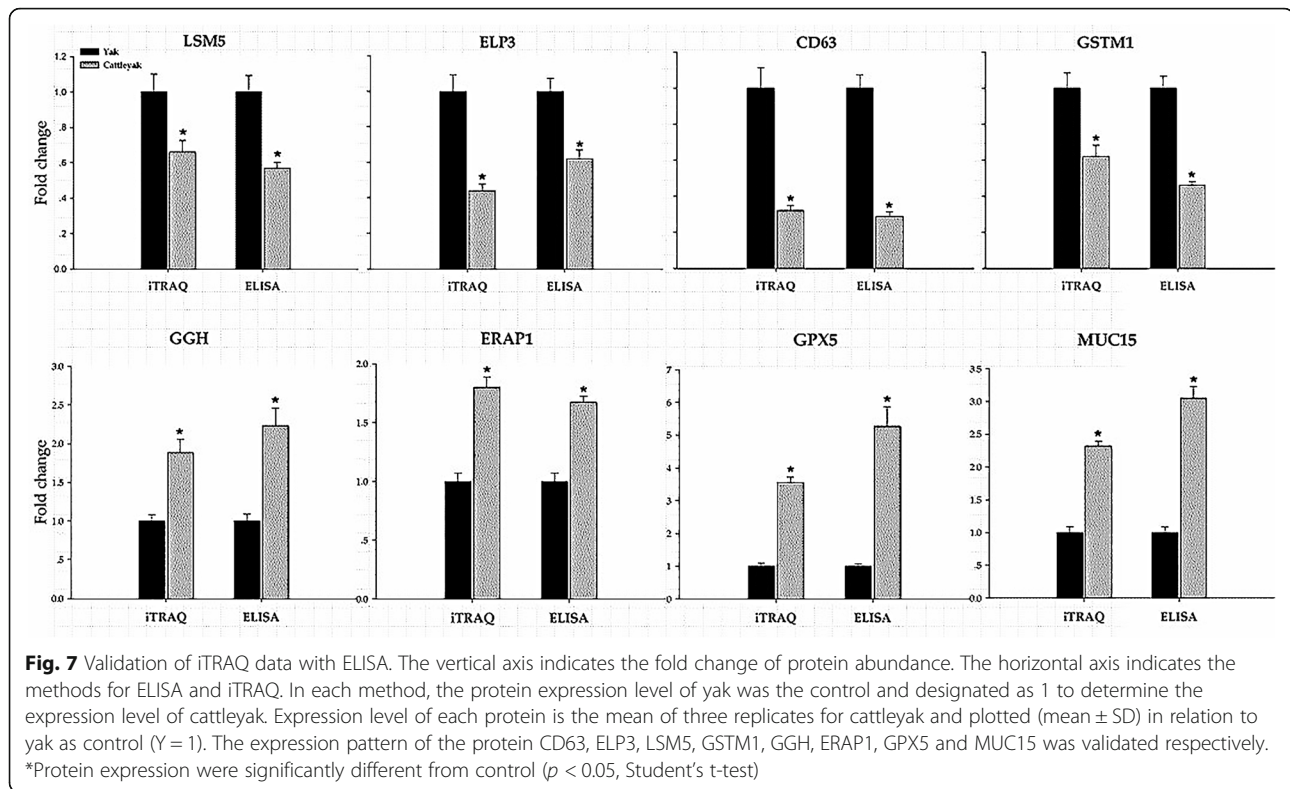 LSM5 ELP3 CD63 GSTM1
Yak
Cattleyak
Fold change
1.2
1.0
.8
.6
.4
.2
0.0
iTRAQ ELISA iTRAQ ELISA iTRAQ ELISA iTRAQ ELISA
* * * * * * * *
GGH ERAP1 GPX5 MUC15
Fold change
3.0 2.0 7 3.5
2.5 1.5 6 3.0
2.0 1.0 5 2.5
1.5 .5 4 2.0
1.0 0.0 3 1.5
.5 2 1.0
0.0 1 .5
0 0.0
* * * * * * * *
iTRAQ ELISA iTRAQ ELISA iTRAQ ELISA iTRAQ ELISA
Fig. 7 Validation of iTRAQ data with ELISA. The vertical axis indicates the fold change of protein abundance. The horizontal axis indicates the
methods for ELISA and iTRAQ. In each method, the protein expression level of yak was the control and designated as 1 to determine the
expression level of cattleyak. Expression level of each protein is the mean of three replicates for cattleyak and plotted (mean ± SD) in relation to
yak as control (Y = 1). The expression pattern of the protein CD63, ELP3, LSM5, GSTM1, GGH, ERAP1, GPX5 and MUC15 was validated respectively.
*Protein expression were significantly different from control (p < 0.05, Student's t-test)